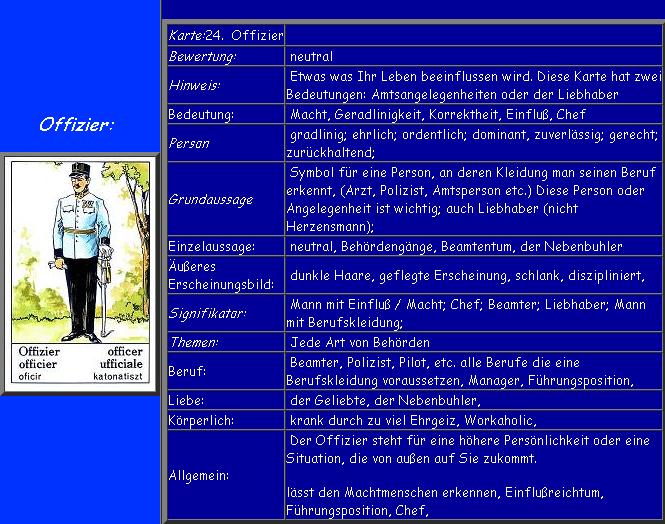 Offizier:
Offizier officer
officier ufficiale
oficir katonatiszt
Karte:24. Offizier
Bewertung: neutral
Hinweis: Etwas was Ihr Leben beeinflussen wird. Diese Karte hat zwei
Bedeutungen: Amtsangelegenheiten oder der Liebhaber
Bedeutung: Macht, Geradlinigkeit, Korrektheit, Einfluß, Chef
Person gradlinig; ehrlich; ordentlich; dominant, zuverlässig; gerecht;
zurückhaltend;
Grundaussage Symbol für eine Person, an deren Kleidung man seinen Beruf
erkennt, (Arzt, Polizist, Amtsperson etc.) Diese Person oder
Angelegenheit ist wichtig; auch Liebhaber (nicht
Herzensmann);
Einzelaussage: neutral, Behördengänge, Beamtentum, der Nebenbuhler
Äußeres
Erscheinungsbild: dunkle Haare, geflegte Erscheinung, schlank, diszipliniert,
Signifikator: Mann mit Einfluß / Macht; Chef; Beamter; Liebhaber; Mann
mit Berufskleidung;
Themen: Jede Art von Behörden
Beruf: Beamter, Polizist, Pilot, etc. alle Berufe die eine
Berufskleidung voraussetzen, Manager, Führungsposition,
Liebe: der Geliebte, der Nebenbuhler,
Körperlich: krank durch zu viel Ehrgeiz, Workaholic,
Allgemein: Der Offizier steht für eine höhere Persönlichkeit oder eine
Situation, die von außen auf Sie zukommt.
lässt den Machtmenschen erkennen, Einflußreichtum,
Führungsposition, Chef,